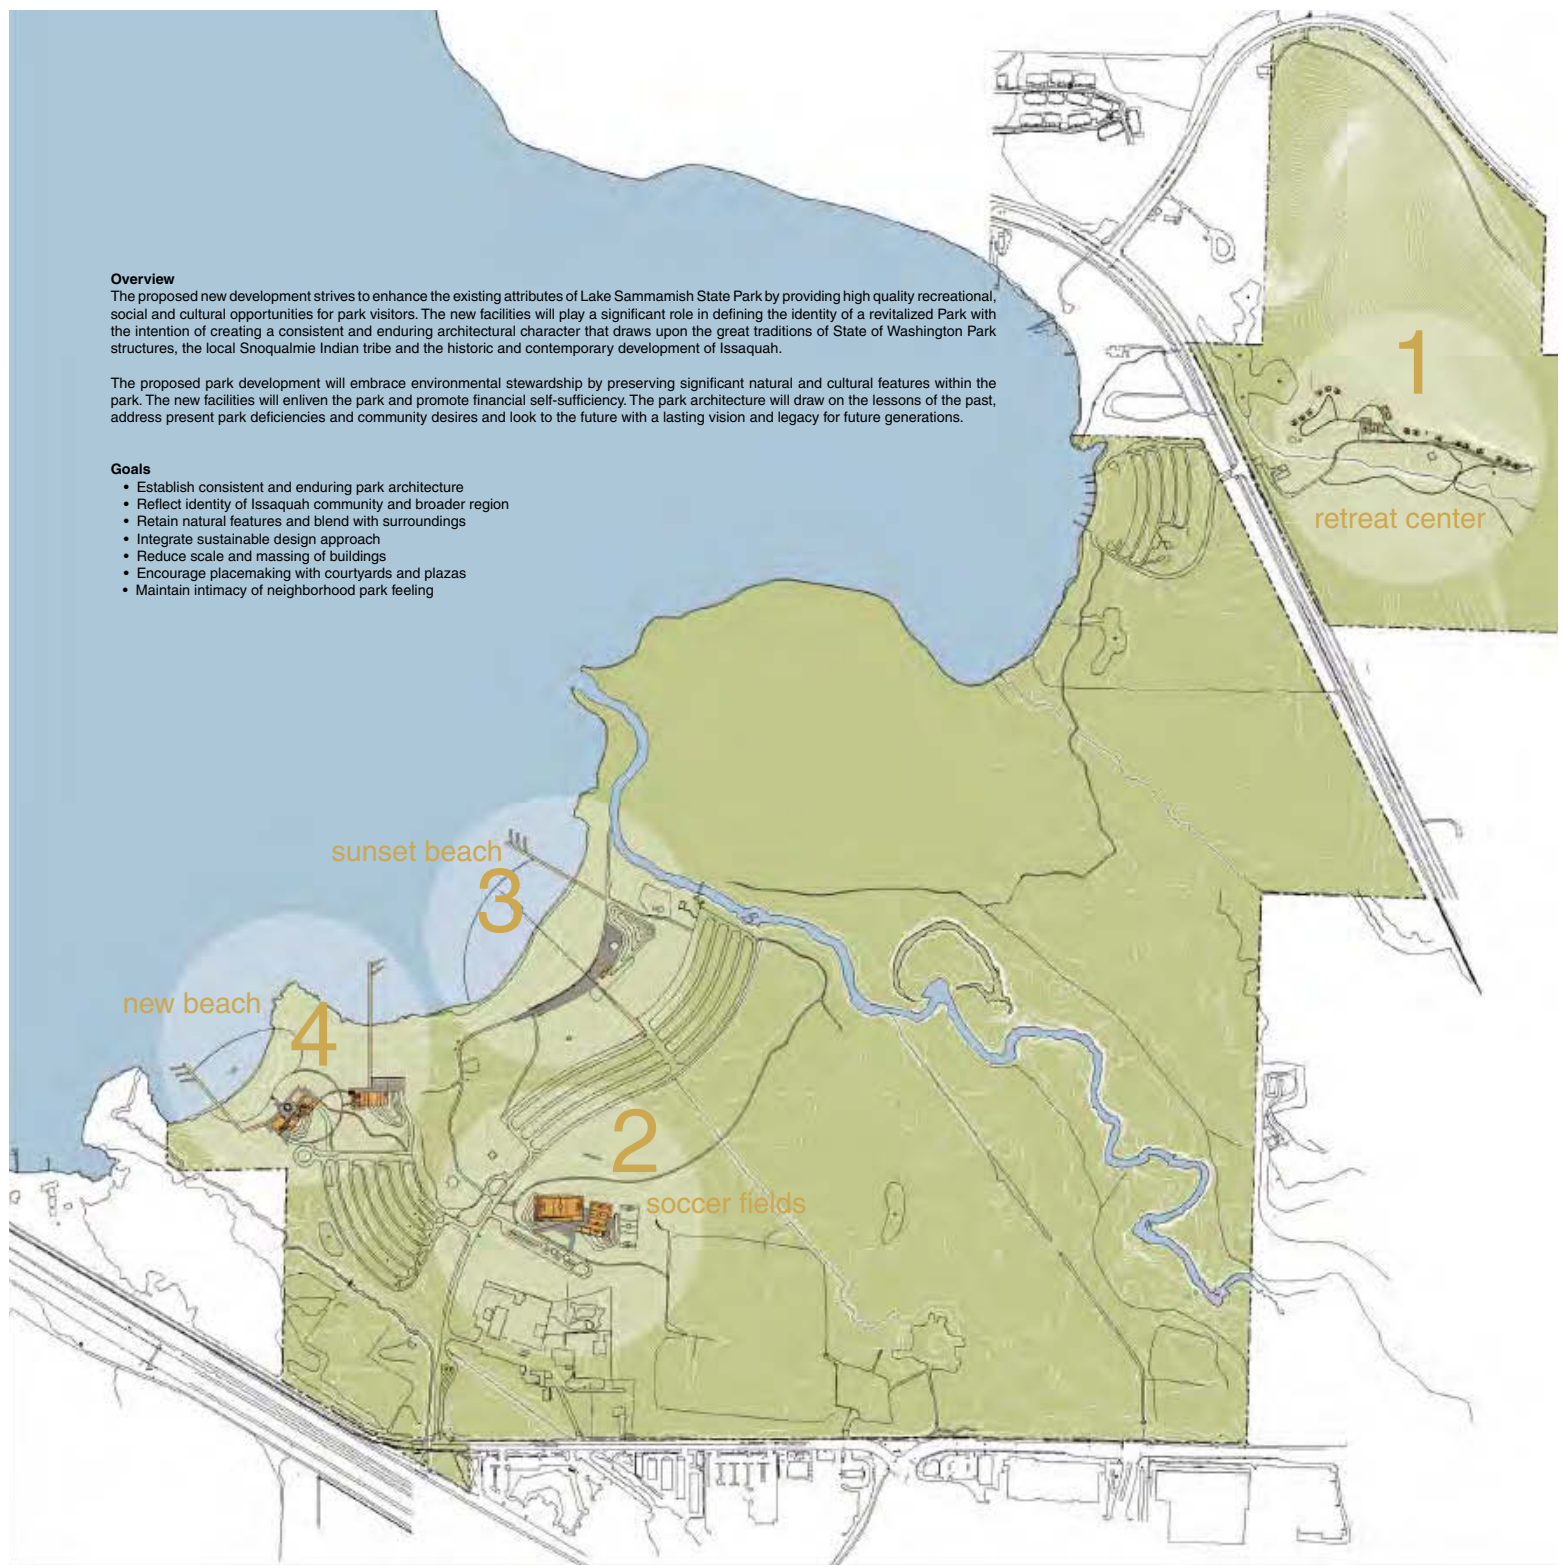 Overview
The proposed new development strives to enhance the existing attributes of Lake Sammamish State Park by providing high quality recreational,
social and cultural opportunities for park visitors. The new facilities will play a significant role in defining the identity of a revitalized Park with
the intention of creating a consistent and enduring architectural character that draws upon the great traditions of State of Washington Park
structures, the local Snoqualmie Indian tribe and the historic and contemporary development of Issaquah.
The proposed park development will embrace environmental stewardship by preserving significant natural and cultural features within the
park. The new facilities will enliven the park and promote financial self-sufficiency. The park architecture will draw on the lessons of the past,
address present park deficiencies and community desires and look to the future with a lasting vision and legacy for future generations.
Goals
• Establish consistent and enduring park architecture
• Reflect identity of Issaquah community and broader region
• Retain natural features and blend with surroundings
• Integrate sustainable design approach
• Reduce scale and massing of buildings
• Encourage placemaking with courtyards and plazas
• Maintain intimacy of neighborhood park feeling
1
retreat center
sunset beach
3
new beach
4
2
soccer fields